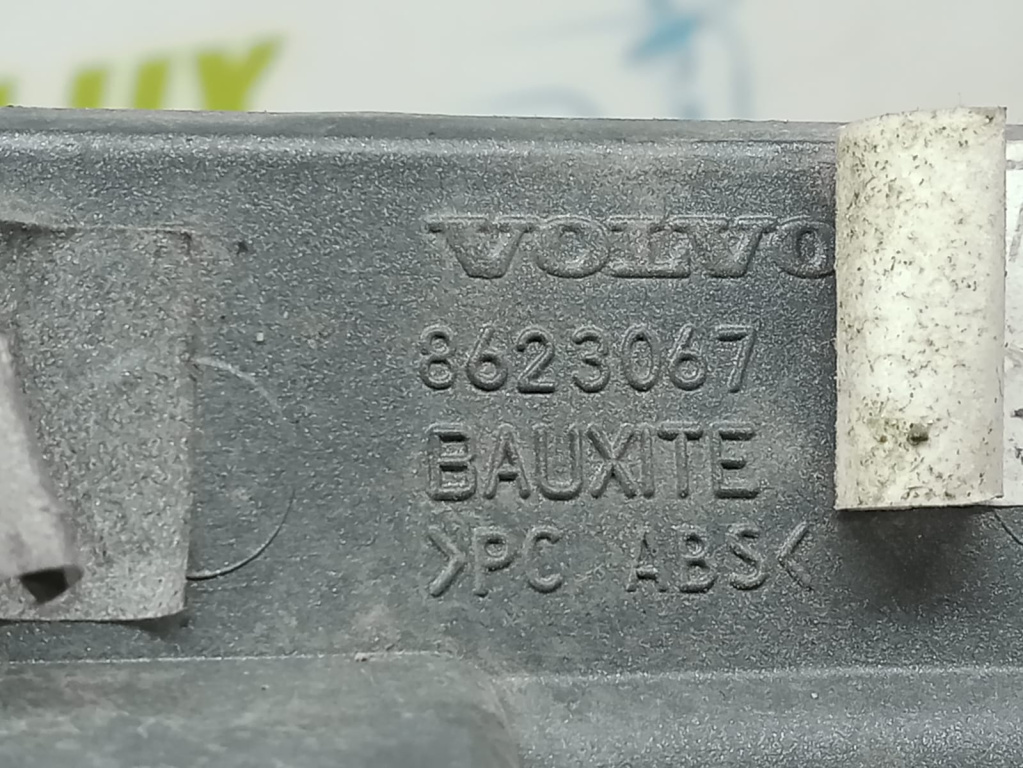 VOLVO
8623067
BAUXITE
>PC ABS<